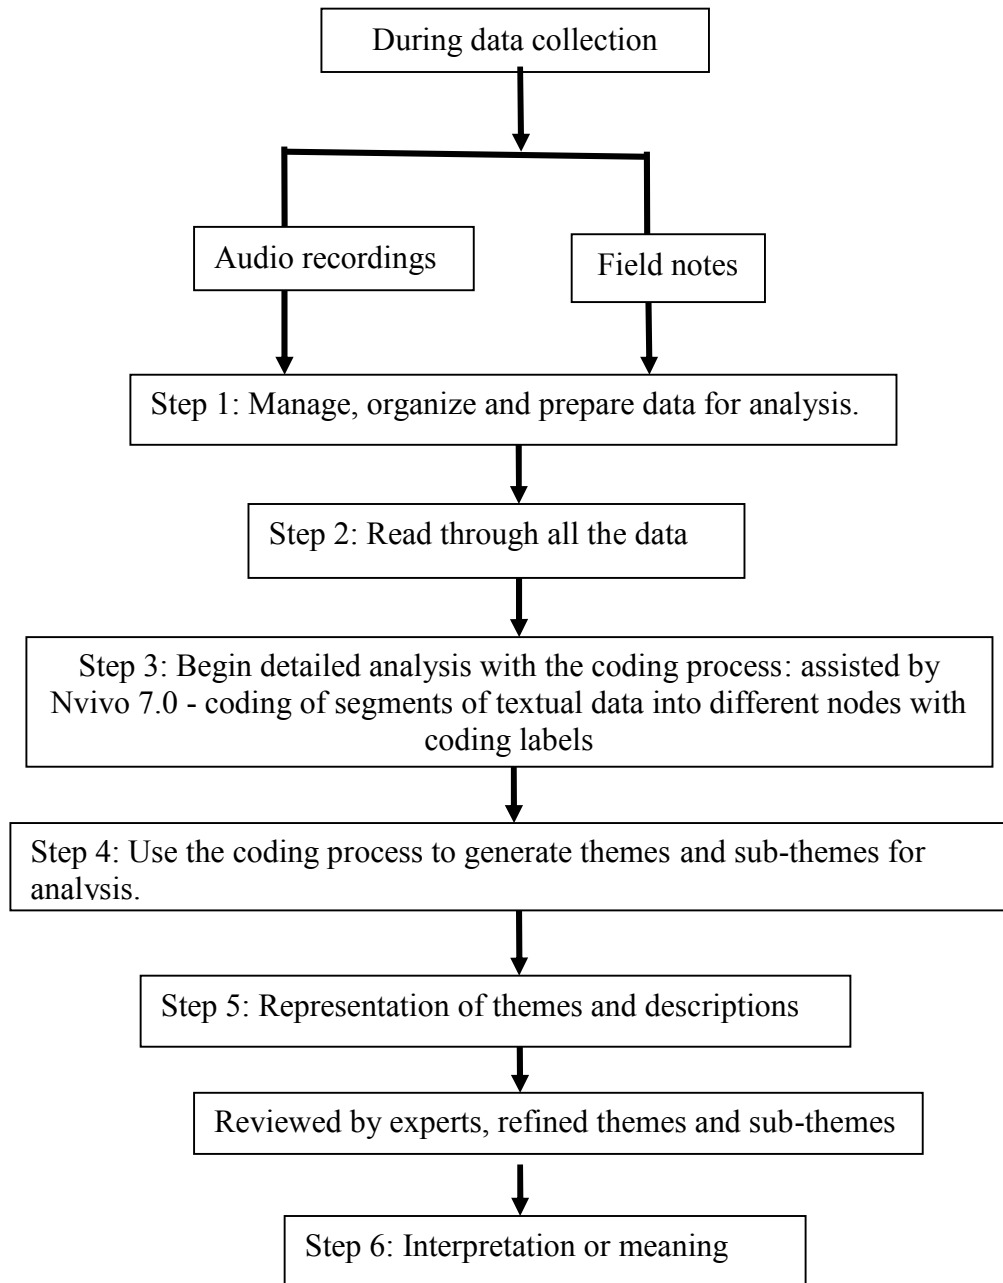 During data collection
Audio recordings
Field notes
Step 1: Manage, organize and prepare data for analysis.
Step 2: Read through all the data
Step 3: Begin detailed analysis with the coding process: assisted by
Nvivo 7.0 - coding of segments of textual data into different nodes with
coding labels
Step 4: Use the coding process to generate themes and sub-themes for
analysis.
Step 5: Representation of themes and descriptions
Reviewed by experts, refined themes and sub-themes
Step 6: Interpretation or meaning